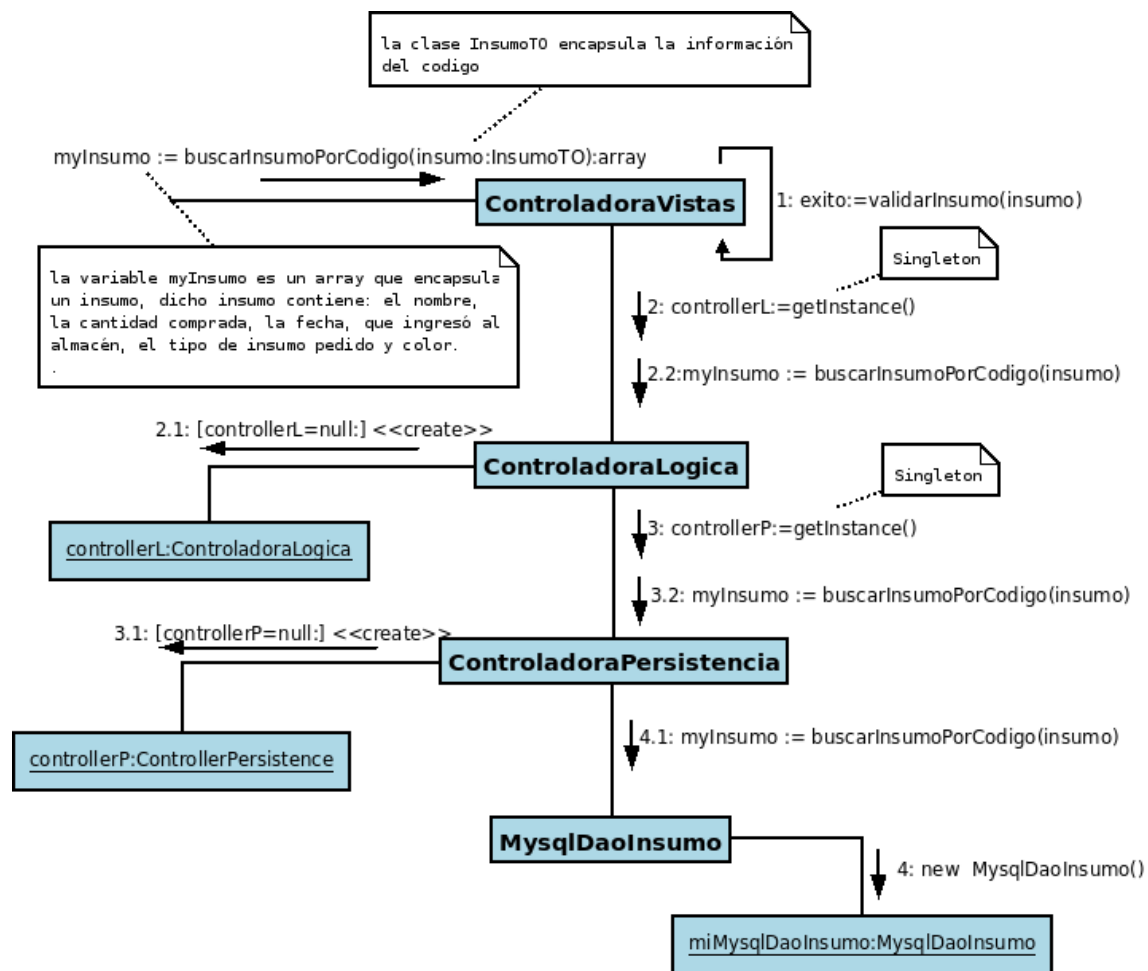 la clase InsumoTO encapsula la información
del codigo
myInsumo := buscarInsumoPorCodigo(insumo:InsumoTO):array
ControladoraVistas
1: exito:=validarInsumo(insumo)
Singleton
la variable myInsumo es un array que encapsula
un insumo, dicho insumo contiene: el nombre,
la cantidad comprada, la fecha, que ingresó al
almacén, el tipo de insumo pedido y color.
.
2: controllerL:=getInstance()
2.2:myInsumo := buscarInsumoPorCodigo(insumo)
2.1: [controllerL=null:] <<create>>
ControladoraLogica
Singleton
controllerL:ControladoraLogica
3: controllerP:=getInstance()
3.2: myInsumo := buscarInsumoPorCodigo(insumo)
3.1: [controllerP=null:] <<create>>
ControladoraPersistencia
controllerP:ControllerPersistence
4.1: myInsumo := buscarInsumoPorCodigo(insumo)
MysqlDaoInsumo
4: new  MysqlDaoInsumo()
miMysqlDaoInsumo:MysqlDaoInsumo